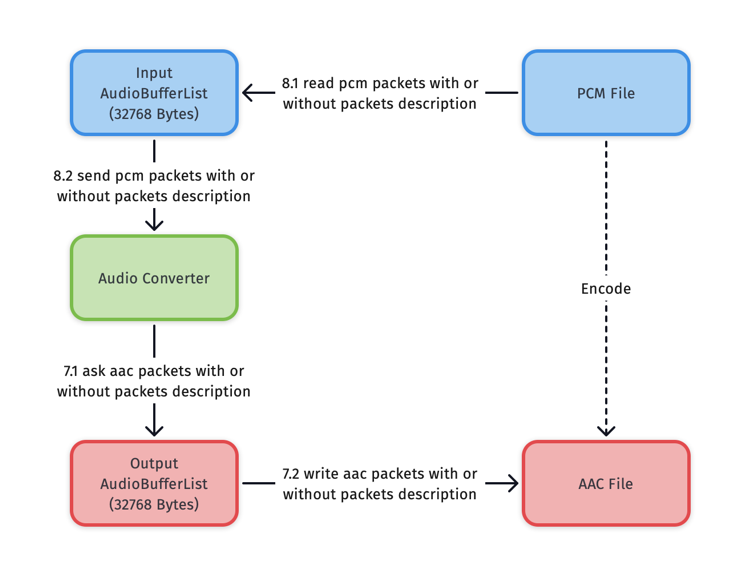 Input
AudioBufferList
(32768 Bytes)
8.1 read pcm packets with or
without packets description
PCM File
8.2 send pcm packets with or
without packets description
Audio Converter
Encode
7.1 ask aac packets with or
without packets description
Output
AudioBufferList
(32768 Bytes)
7.2 write aac packets with or
without packets description
AAC File